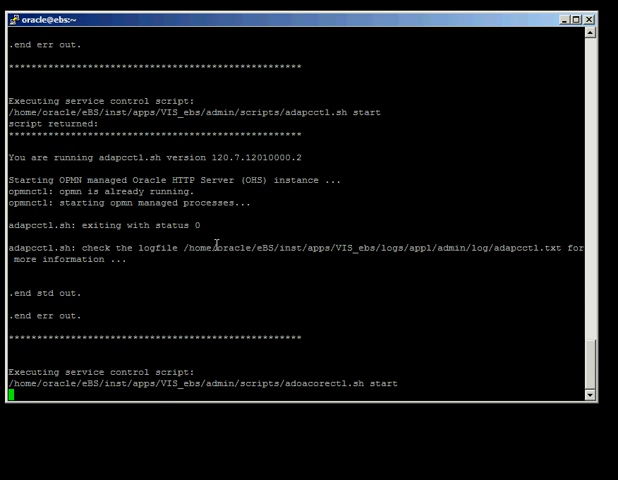 oracle@ebs:~
.end err out.
****************************************************
Executing service control script:
/home/oracle/eBS/inst/apps/VIS_ebs/admin/scripts/adapcctl.sh start
script returned:
****************************************************
You are running adapcctl.sh version 120.7.12010000.2
Starting OPMN managed Oracle HTTP Server (OHS) instance ...
opmnctl: opmn is already running.
opmnctl: starting opmn managed processes...
adapcctl.sh: exiting with status 0
adapcctl.sh: check the logfile /home/oracle/eBS/inst/apps/VIS_ebs/logs/appl/admin/log/adapcctl.txt for
more information ...
.end std out.
.end err out.
****************************************************
Executing service control script:
/home/oracle/eBS/inst/apps/VIS_ebs/admin/scripts/adoacorectl.sh start